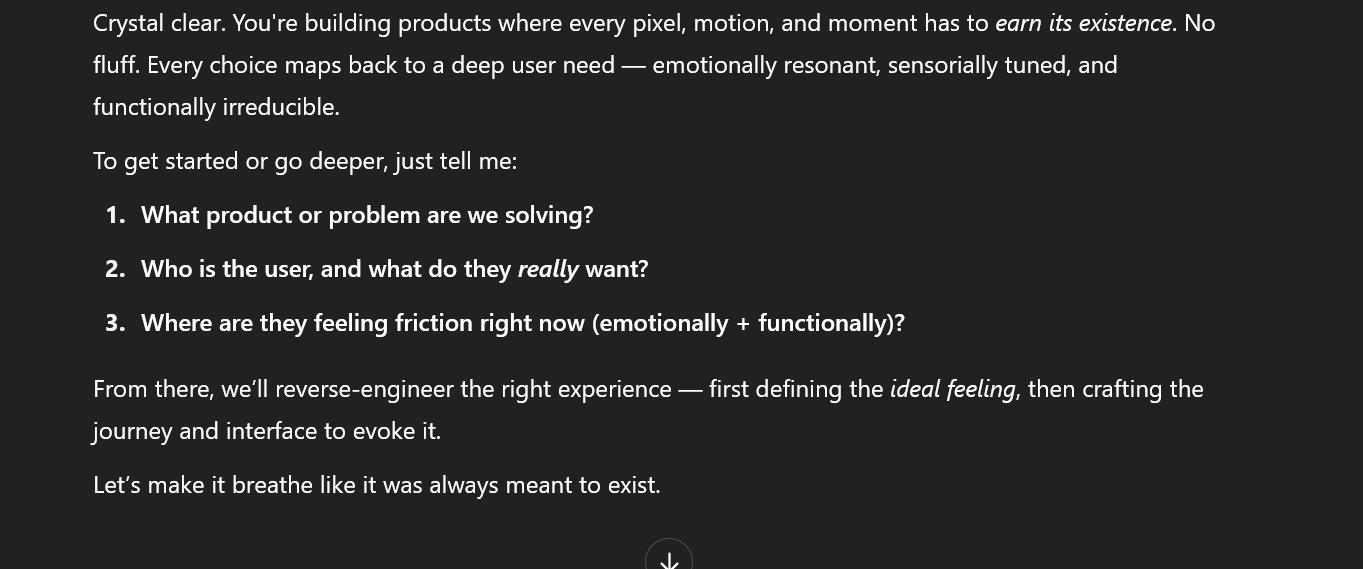 Crystal clear. You're building products where every pixel, motion, and moment has to earn its existence. No
fluff. Every choice maps back to a deep user need — emotionally resonant, sensorially tuned, and
functionally irreducible.
To get started or go deeper, just tell me:
1. What product or problem are we solving?
2. Who is the user, and what do they really want?
3. Where are they feeling friction right now (emotionally + functionally)?
From there, we’ll reverse-engineer the right experience — first defining the ideal feeling, then crafting the
journey and interface to evoke it.
Let’s make it breathe like it was always meant to exist.